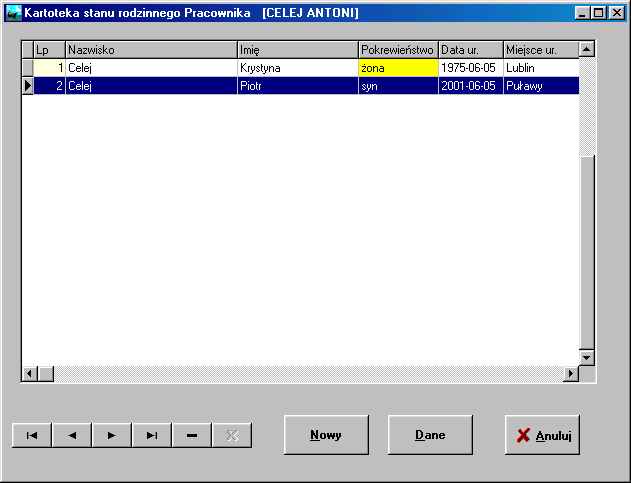 Kartoteka stanu rodzinnego Pracownika [CELEJ ANTONI]
Lp Nazwisko Imię Pokrewieństwo Data ur. Miejsce ur.
1 Celej Krystyna żona 1975-06-05 Lublin
2 Celej Piotr syn 2001-06-05 Puławy
Nowy Dane Anuluj